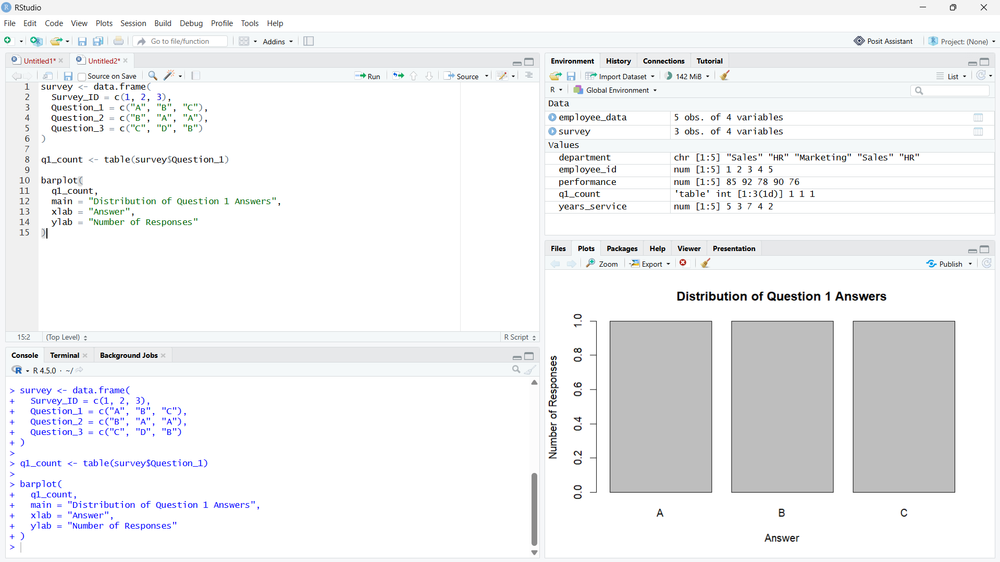 RStudio
File Edit Code View Plots Session Build Debug Profile Tools Help
Go to file/function Addins Posit Assistant Project: (None)
Untitled1* Untitled2*
Source on Save Run Source
1 survey <- data.frame(
2   Survey_ID = c(1, 2, 3),
3   Question_1 = c("A", "B", "C"),
4   Question_2 = c("B", "A", "A"),
5   Question_3 = c("C", "D", "B")
6 )
7
8 q1_count <- table(survey$Question_1)
9
10 barplot(
11   q1_count,
12   main = "Distribution of Question 1 Answers",
13   xlab = "Answer",
14   ylab = "Number of Responses"
15 )
15:2 (Top Level) R Script
Console Terminal Background Jobs
R 4.5.0 · ~/
> survey <- data.frame(
+   Survey_ID = c(1, 2, 3),
+   Question_1 = c("A", "B", "C"),
+   Question_2 = c("B", "A", "A"),
+   Question_3 = c("C", "D", "B")
+ )
>
> q1_count <- table(survey$Question_1)
>
> barplot(
+   q1_count,
+   main = "Distribution of Question 1 Answers",
+   xlab = "Answer",
+   ylab = "Number of Responses"
+ )
>
Environment History Connections Tutorial
Import Dataset 142 MiB List
R Global Environment
Data
employee_data 5 obs. of 4 variables
survey 3 obs. of 4 variables
Values
department chr [1:5] "Sales" "HR" "Marketing" "Sales" "HR"
employee_id num [1:5] 1 2 3 4 5
performance num [1:5] 85 92 78 90 76
q1_count 'table' int [1:3(1d)] 1 1 1
years_service num [1:5] 5 3 7 4 2
Files Plots Packages Help Viewer Presentation
Zoom Export Publish
Distribution of Question 1 Answers
Number of Responses
1.0
0.8
0.6
0.4
0.2
0.0
A B C
Answer